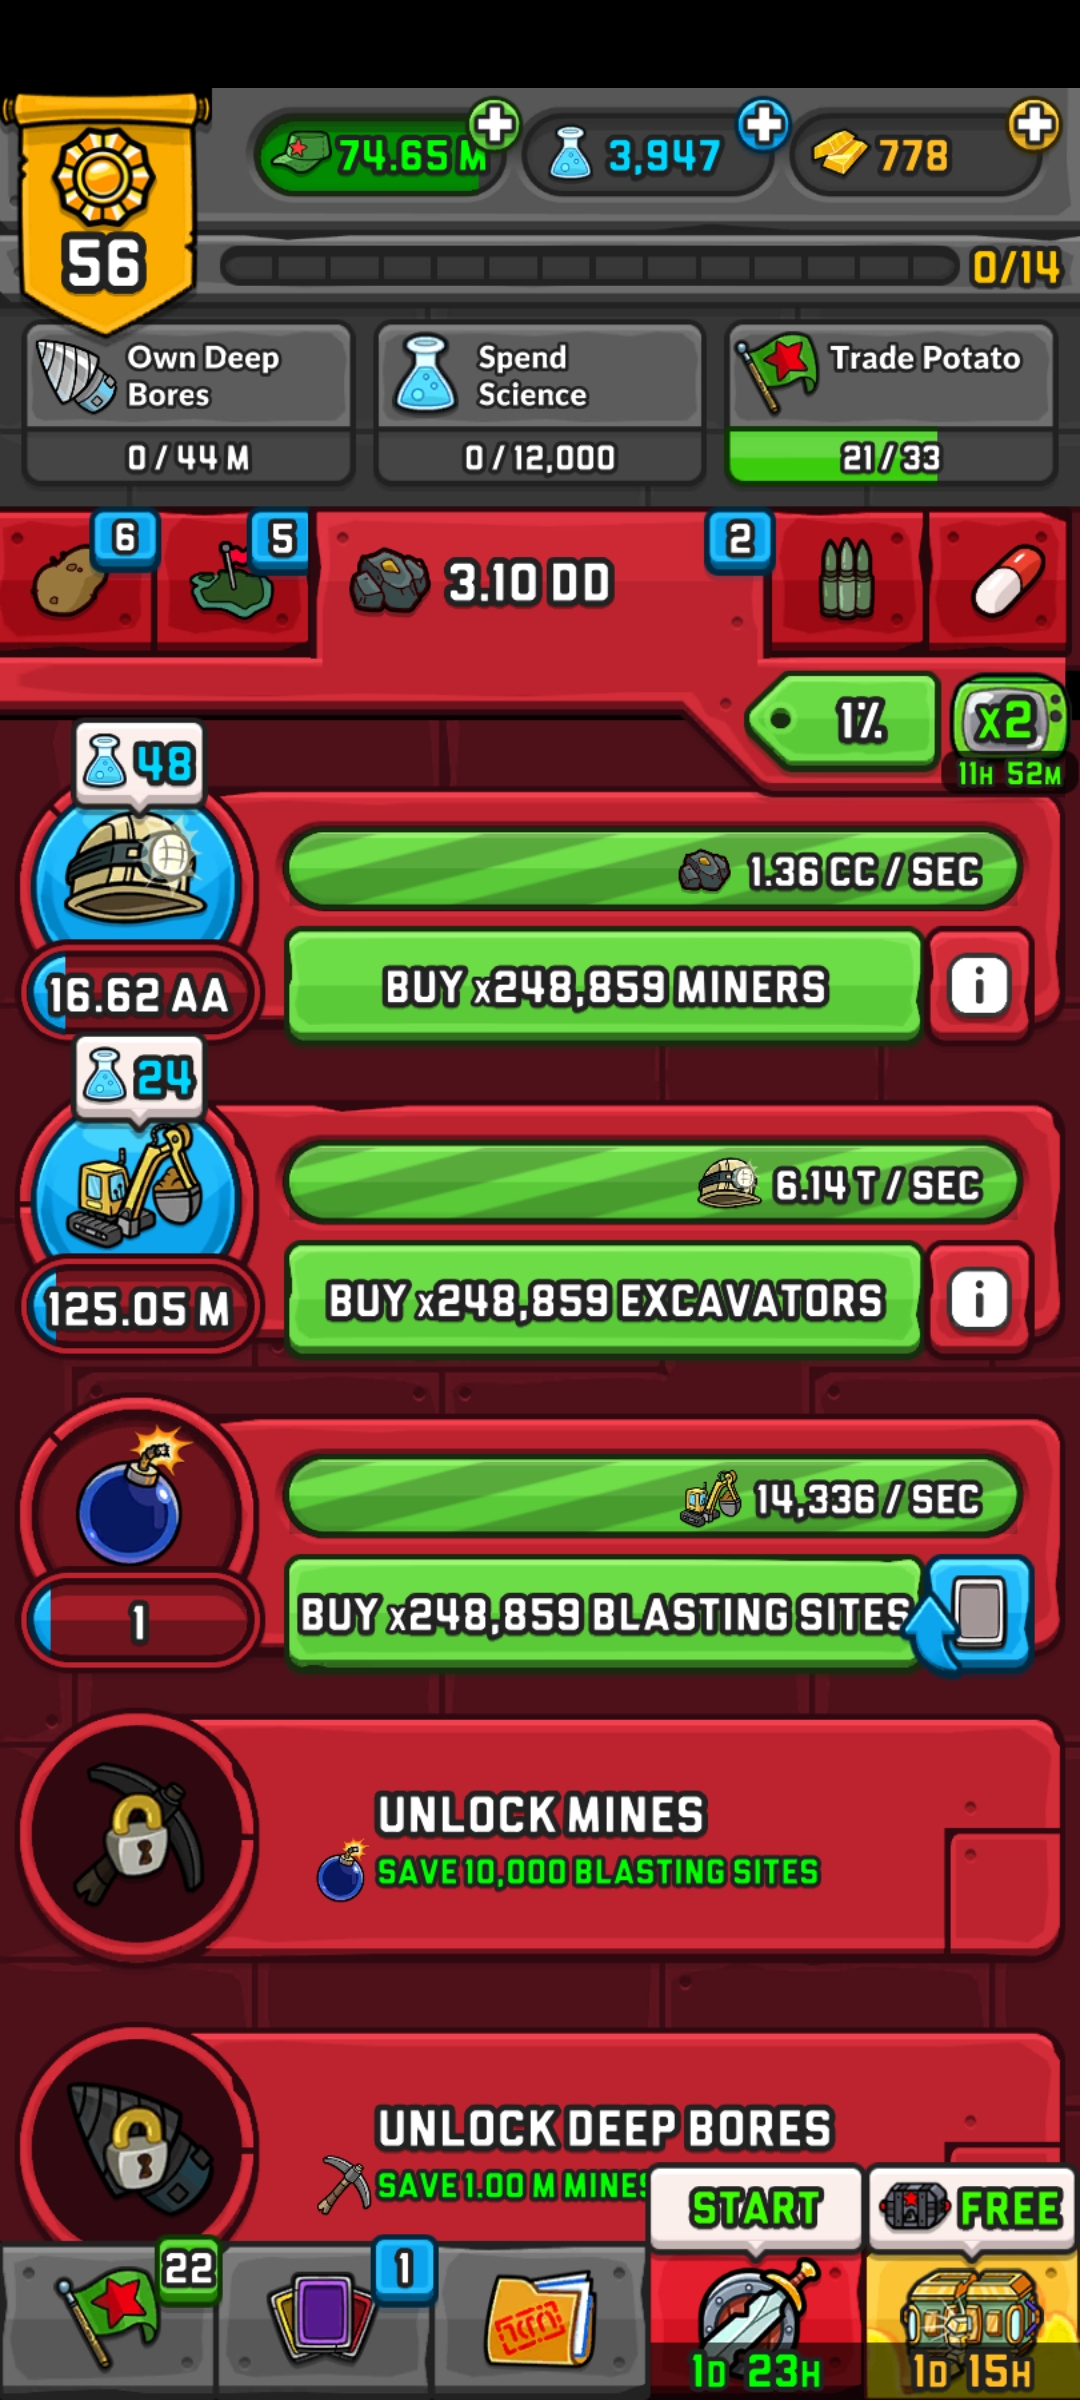 74.65 M
3,947
778
56
0/14
Own Deep
Bores
Spend
Science
Trade Potato
0 / 44 M
0 / 12,000
21 / 33
6
5
3.10 DD
2
1%
x2
11H 52M
48
1.36 CC / SEC
16.62 AA
BUY x248,859 MINERS
i
24
6.14 T / SEC
125.05 M
BUY x248,859 EXCAVATORS
i
14,336 / SEC
1
BUY x248,859 BLASTING SITES
UNLOCK MINES
SAVE 10,000 BLASTING SITES
UNLOCK DEEP BORES
SAVE 1.00 M MINES
START
FREE
22
1
1D 23H
1D 15H